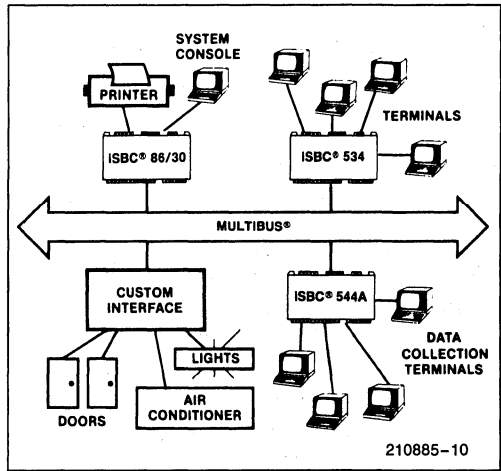 SYSTEM
CONSOLE
PRINTER
TERMINALS
iSBC® 86/30
iSBC® 534
MULTIBUS®
CUSTOM
INTERFACE
iSBC® 544A
LIGHTS
DATA
COLLECTION
TERMINALS
AIR
CONDITIONER
DOORS
210885-10